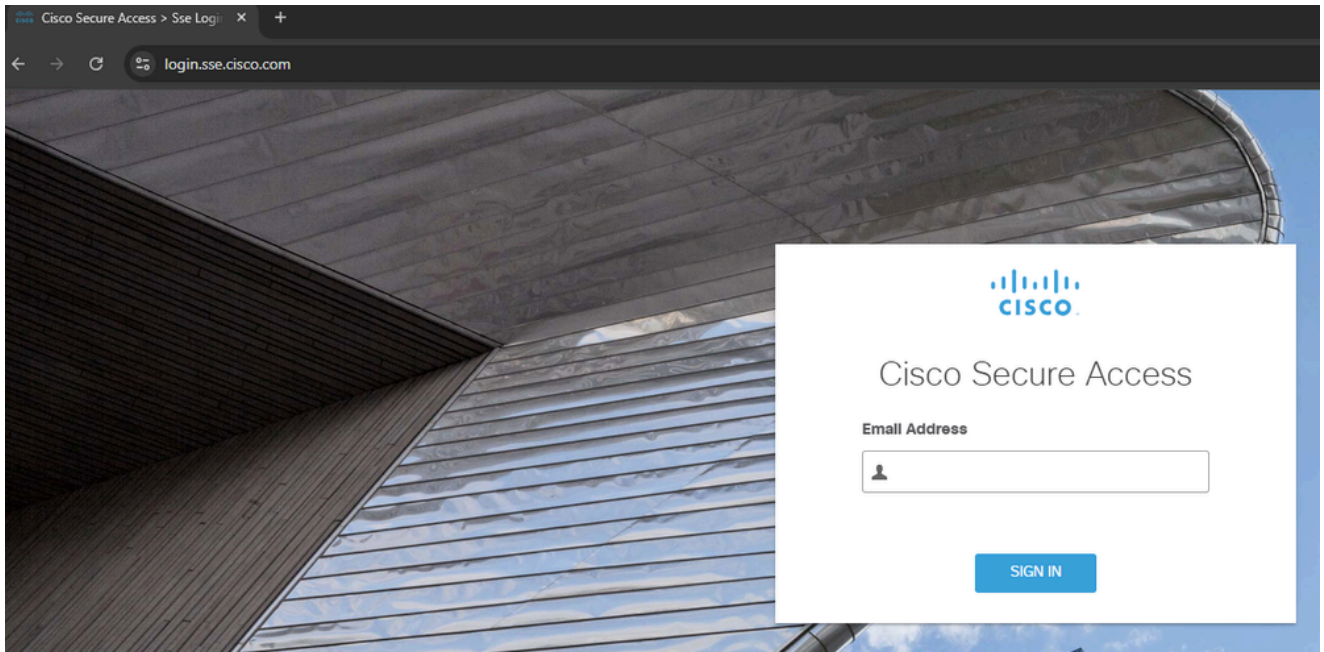 Cisco Secure Access > Sse Logi
login.sse.cisco.com
CISCO
Cisco Secure Access
Email Address
SIGN IN